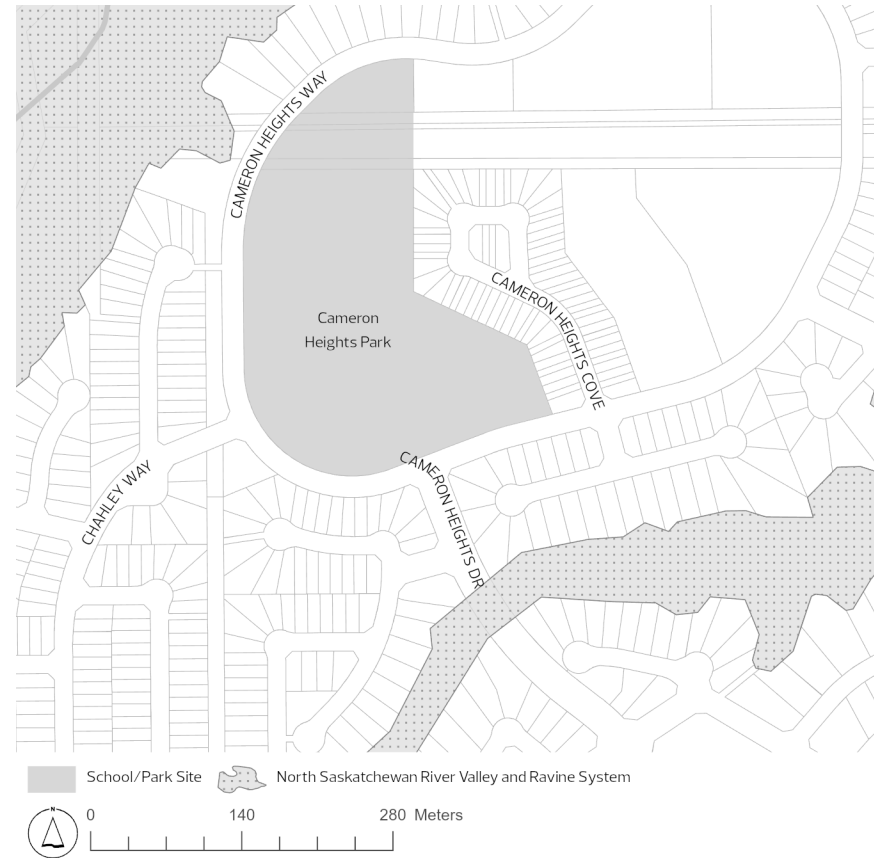 CAMERON HEIGHTS WAY
CAMERON HEIGHTS COVE
Cameron
Heights Park
CAMERON HEIGHTS DR
CHAHLEY WAY
School/Park Site
North Saskatchewan River Valley and Ravine System
N
0 140 280 Meters